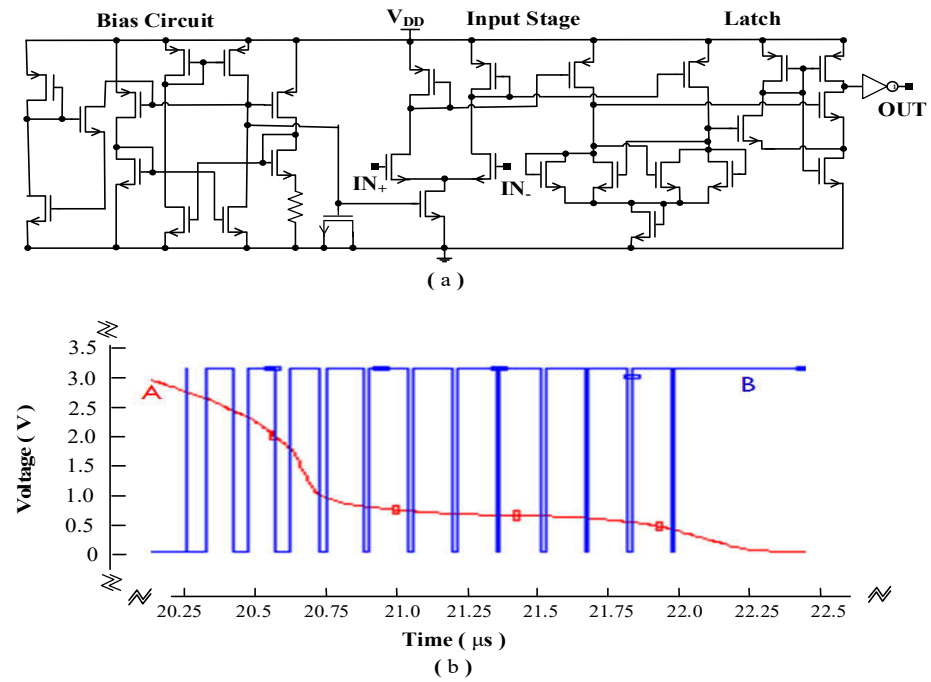 Bias Circuit
V_DD
Input Stage
Latch
OUT
IN+
IN-
( a )
3.5
3.0
2.5
2.0
1.5
1.0
0.5
0
Voltage ( V )
A
B
20.25 20.5 20.75 21.0 21.25 21.5 21.75 22.0 22.25 22.5
Time ( μs )
( b )